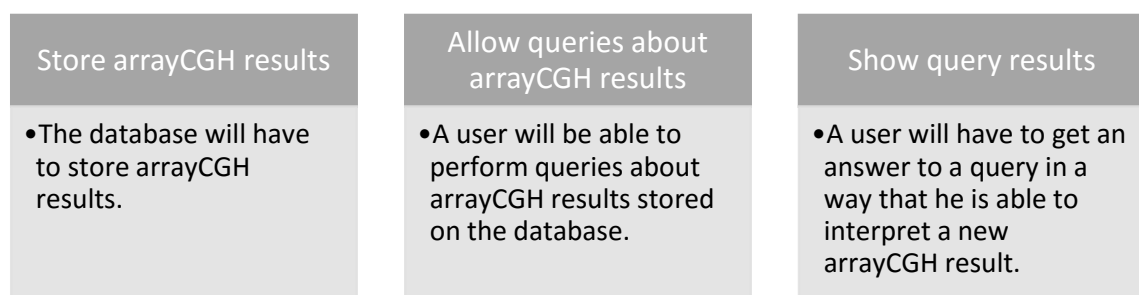 Store arrayCGH results
•The database will have
to store arrayCGH
results.
Allow queries about
arrayCGH results
•A user will be able to
perform queries about
arrayCGH results stored
on the database.
Show query results
•A user will have to get an
answer to a query in a
way that he is able to
interpret a new
arrayCGH result.